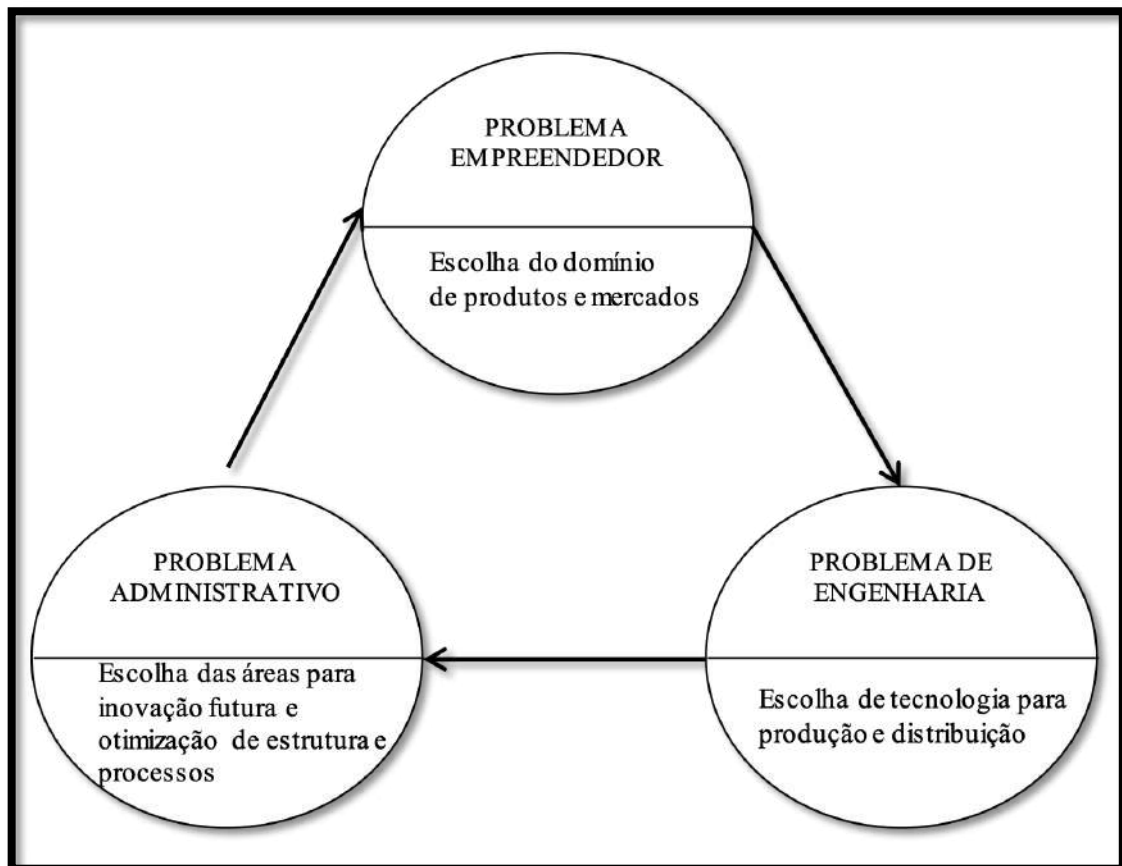 PROBLEMA
EMPREENDEDOR
Escolha do domínio
de produtos e mercados
PROBLEMA
ADMINISTRATIVO
Escolha das áreas para
inovação futura e
otimização de estrutura e
processos
PROBLEMA DE
ENGENHARIA
Escolha de tecnologia para
produção e distribuição